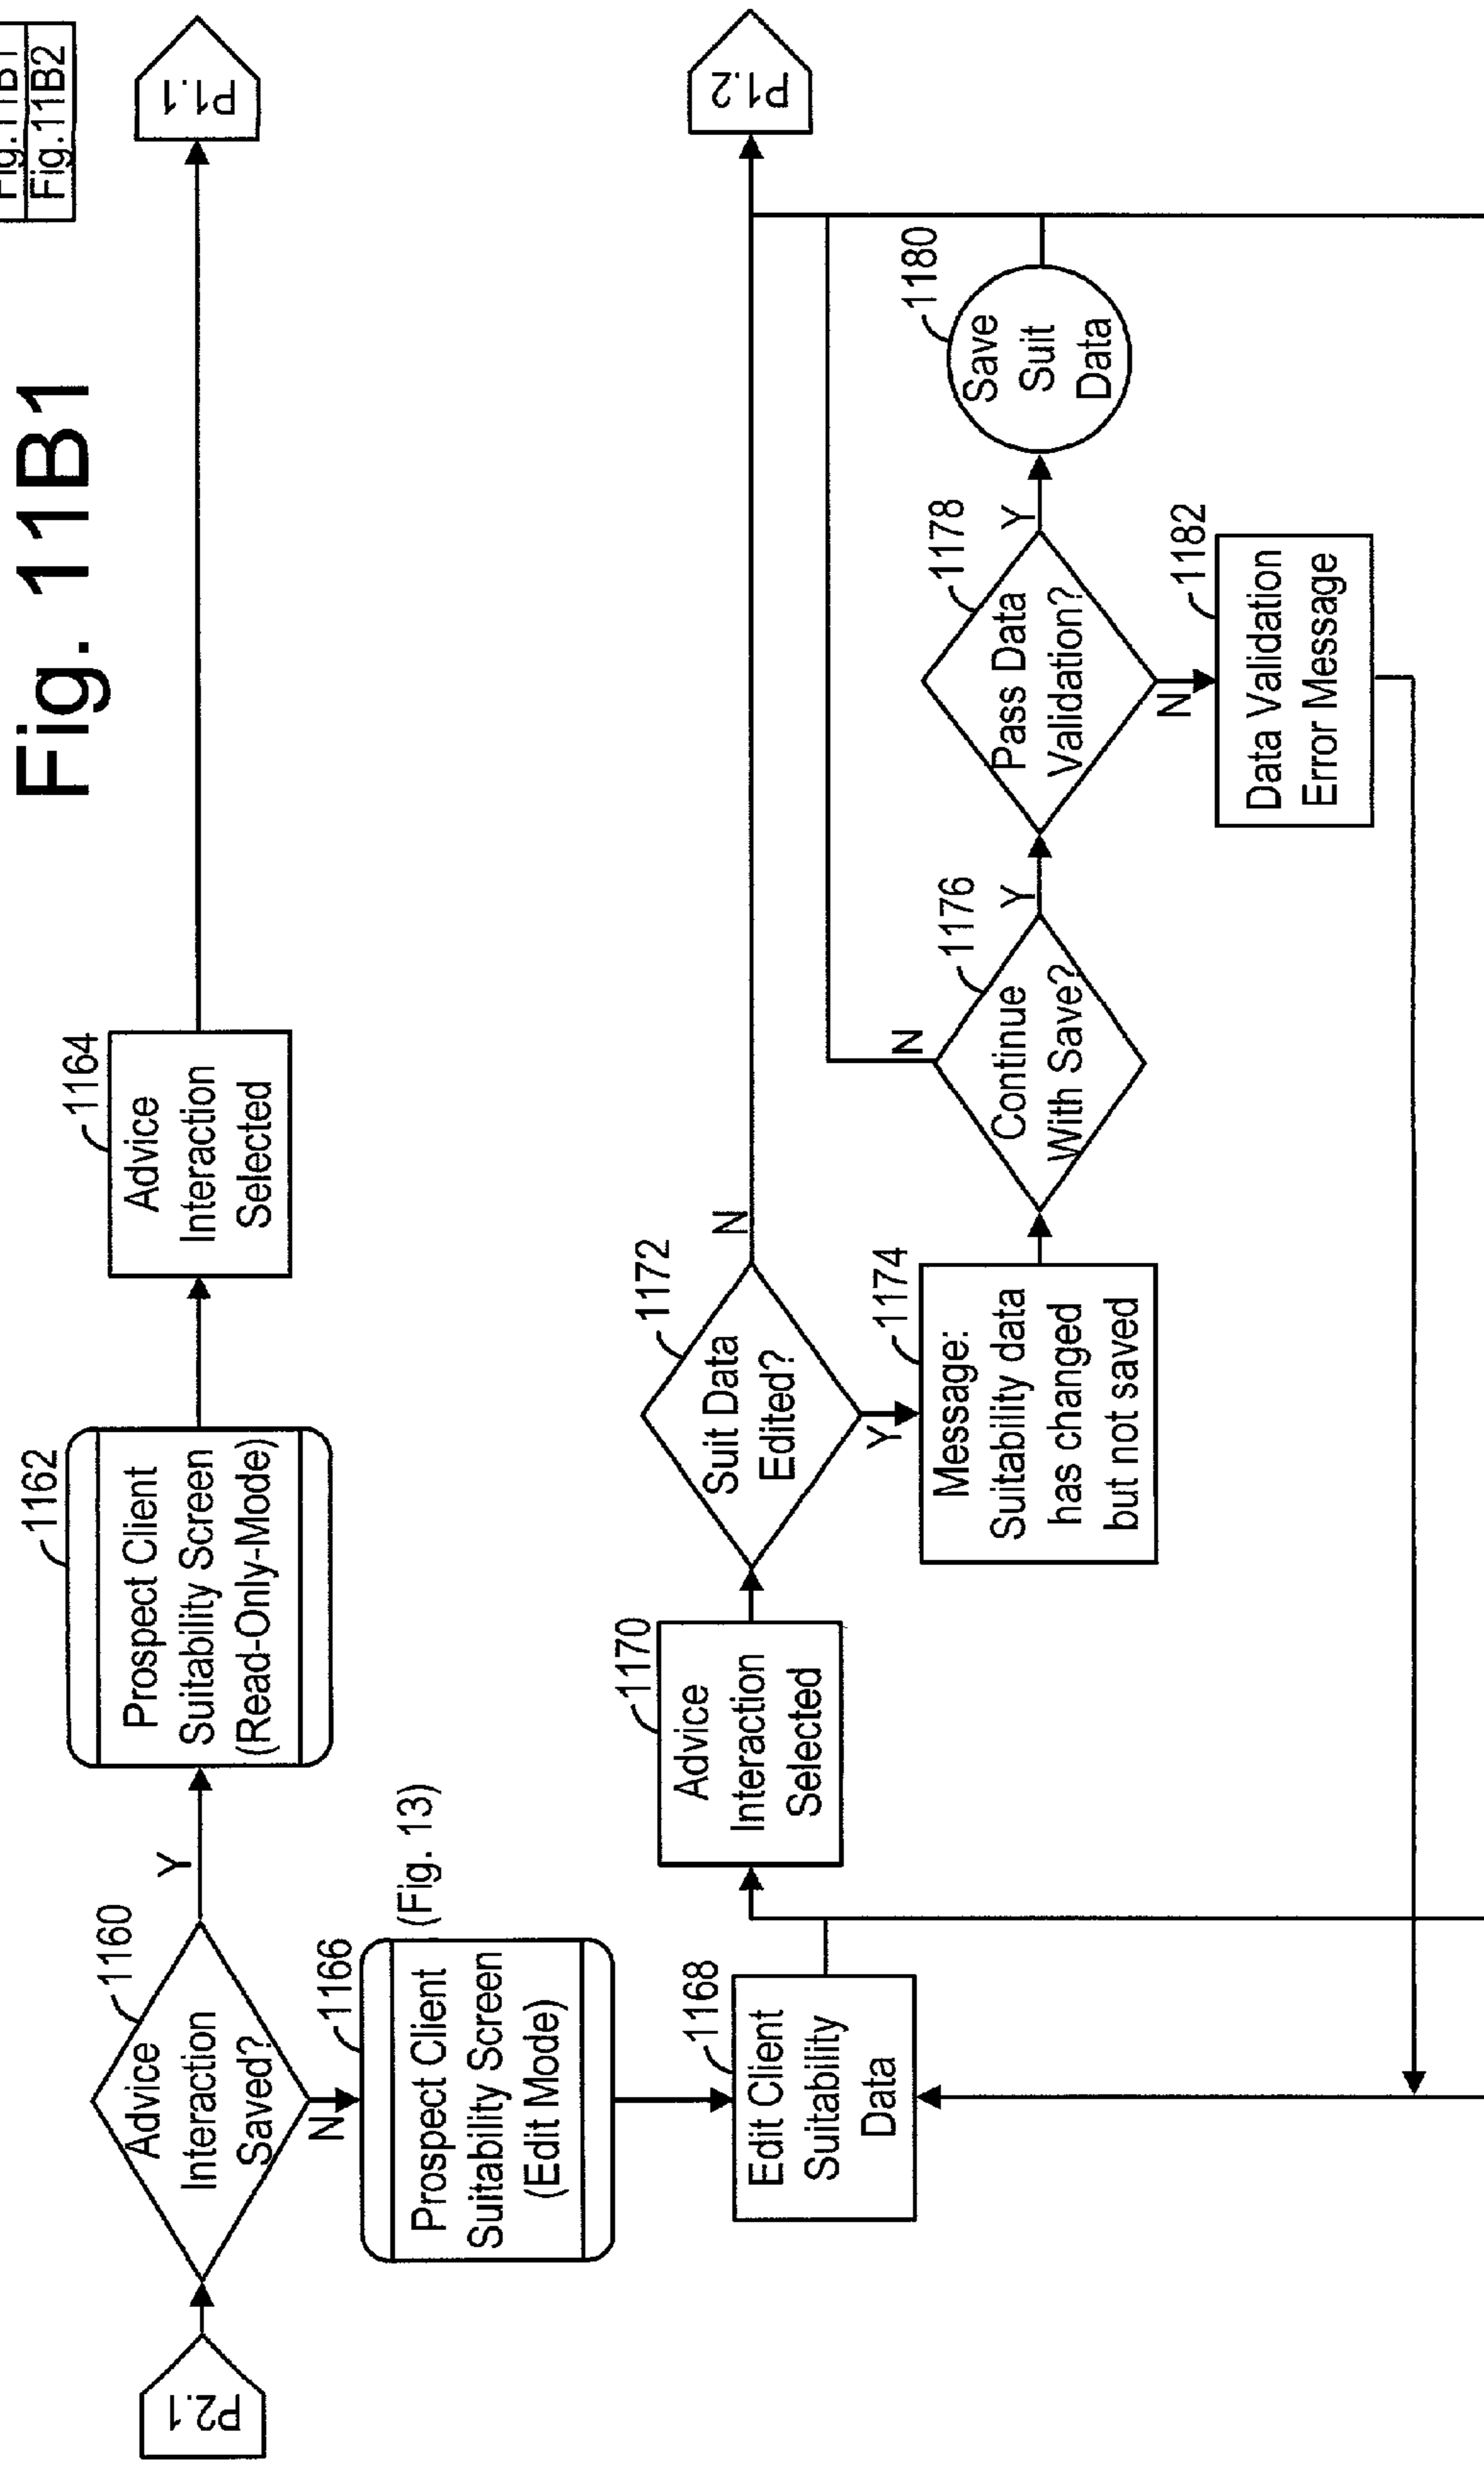 Fig. 11B1
Fig.11B1
Fig.11B2
P2.1
1160
Advice
Interaction
Saved?
Y
N
1162
Prospect Client
Suitability Screen
(Read-Only-Mode)
1164
Advice
Interaction
Selected
P1.1
1166
(Fig. 13)
Prospect Client
Suitability Screen
(Edit Mode)
1168
Edit Client
Suitability
Data
1170
Advice
Interaction
Selected
1172
Suit Data
Edited?
N
Y
P1.2
1174
Message:
Suitability data
has changed
but not saved
1176
Continue
With Save?
N
Y
1178
Pass Data
Validation?
Y
N
1180
Save
Suit
Data
1182
Data Validation
Error Message